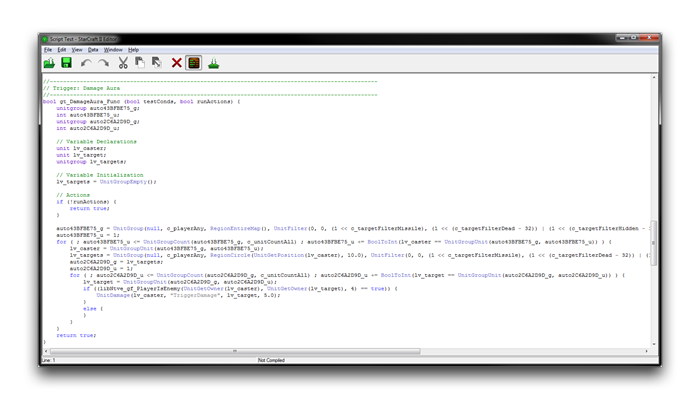 Script Test - StarCraft II Editor
File Edit View Data Window Help
//--------------------------------------------------------------------------------------------------
// Trigger: Damage Aura
//--------------------------------------------------------------------------------------------------
bool gt_DamageAura_Func (bool testConds, bool runActions) {
unitgroup auto43BFBE75_g;
int auto43BFBE75_u;
unitgroup auto2C6A2D9D_g;
int auto2C6A2D9D_u;
// Variable Declarations
unit lv_caster;
unit lv_target;
unitgroup lv_targets;
// Variable Initialization
lv_targets = UnitGroupEmpty();
// Actions
if (!runActions) {
return true;
}
auto43BFBE75_g = UnitGroup(null, c_playerAny, RegionEntireMap(), UnitFilter(0, 0, (1 << c_targetFilterMissile), (1 << (c_targetFilterDead - 32)) | (1 << (c_targetFilterHidden -
auto43BFBE75_u = 1;
for ( ; auto43BFBE75_u <= UnitGroupCount(auto43BFBE75_g, c_unitCountAll) ; auto43BFBE75_u += BoolToInt(lv_caster == UnitGroupUnit(auto43BFBE75_g, auto43BFBE75_u)) ) {
lv_caster = UnitGroupUnit(auto43BFBE75_g, auto43BFBE75_u);
lv_targets = UnitGroup(null, c_playerAny, RegionCircle(UnitGetPosition(lv_caster), 10.0), UnitFilter(0, 0, (1 << c_targetFilterMissile), (1 << (c_targetFilterDead - 32)) |
auto2C6A2D9D_g = lv_targets;
auto2C6A2D9D_u = 1;
for ( ; auto2C6A2D9D_u <= UnitGroupCount(auto2C6A2D9D_g, c_unitCountAll) ; auto2C6A2D9D_u += BoolToInt(lv_target == UnitGroupUnit(auto2C6A2D9D_g, auto2C6A2D9D_u)) ) {
lv_target = UnitGroupUnit(auto2C6A2D9D_g, auto2C6A2D9D_u);
if ((libNtve_gf_PlayerIsEnemy(UnitGetOwner(lv_caster), UnitGetOwner(lv_target), 4) == true)) {
UnitDamage(lv_caster, "TriggerDamage", lv_target, 5.0);
}
else {
}
}
}
return true;
}
Line: 1 Not Compiled